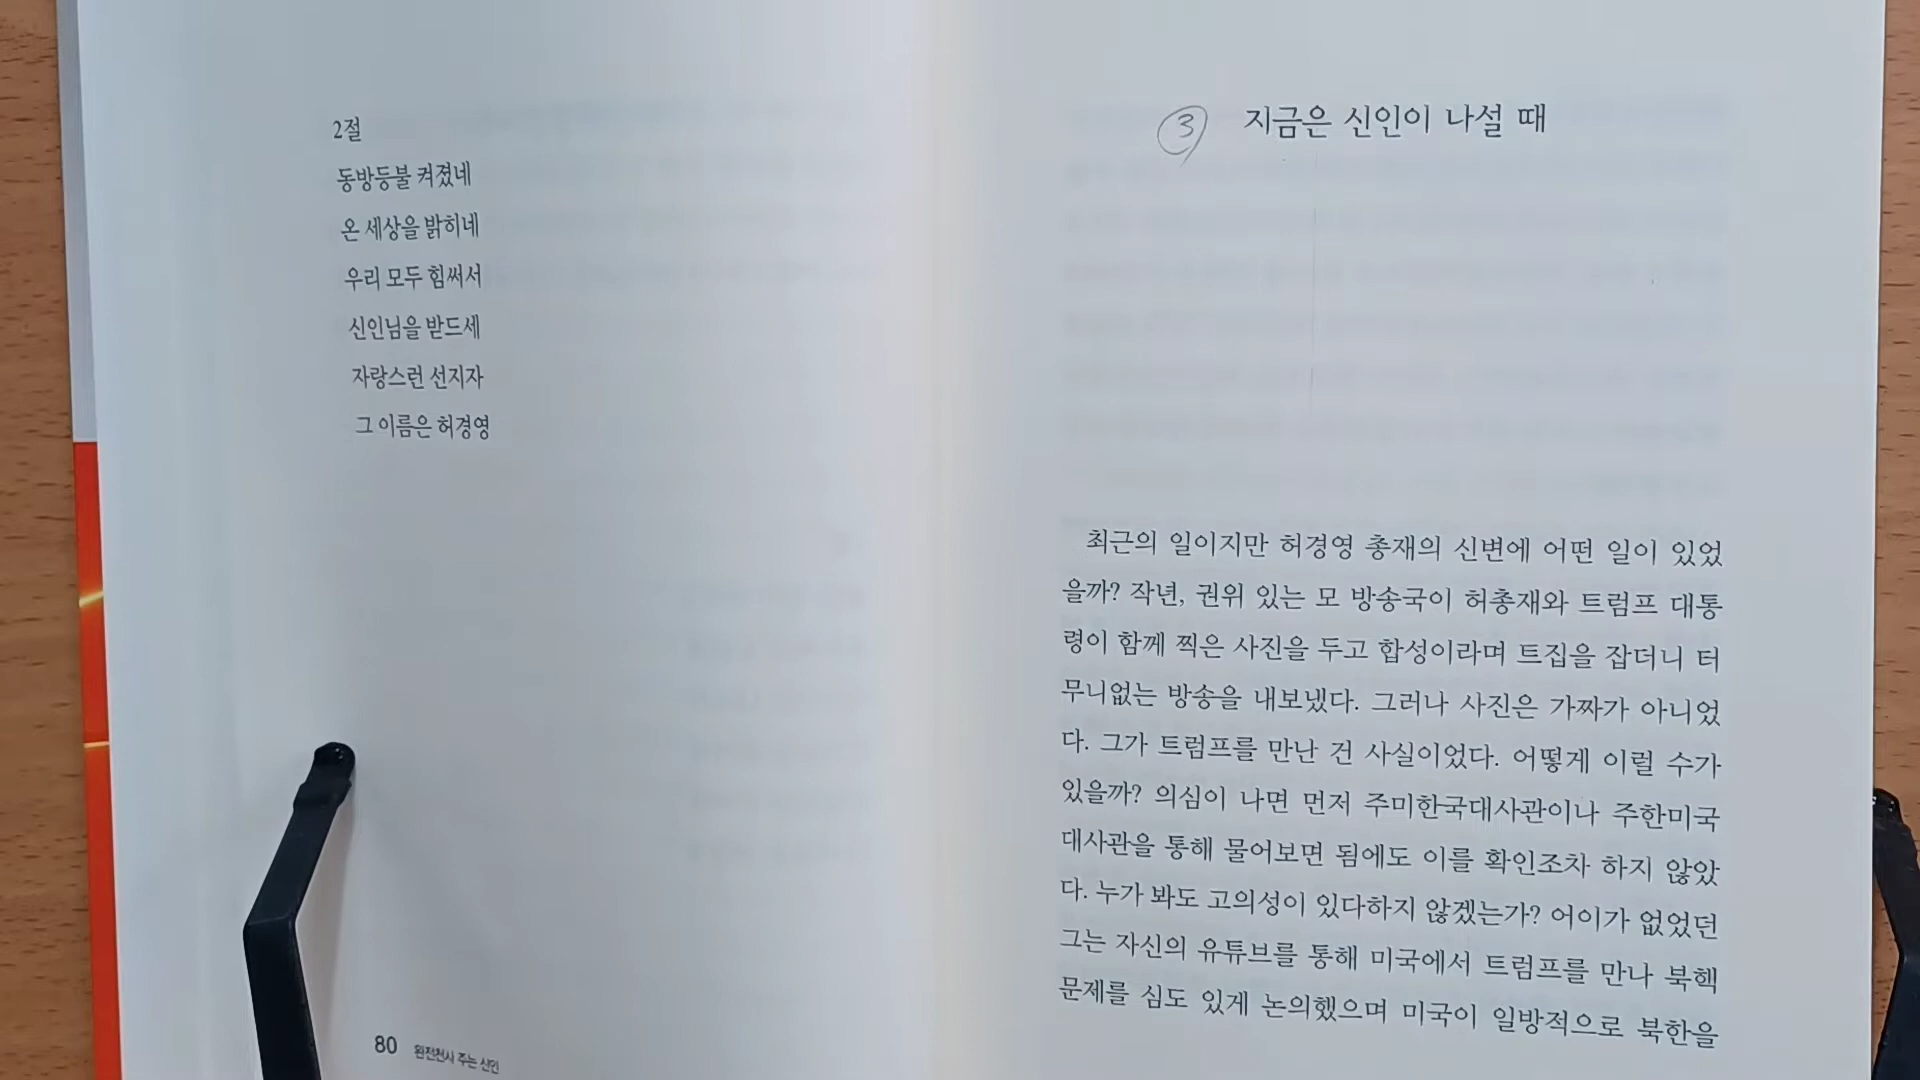 2절
동방등불 켜졌네
온 세상을 밝히네
우리 모두 힘써서
신인님을 받드세
자랑스런 선지자
그 이름은 허경영
80 완전천사 주는 신인
③ 지금은 신인이 나설 때
최근의 일이지만 허경영 총재의 신변에 어떤 일이 있었
을까? 작년, 권위 있는 모 방송국이 허총재와 트럼프 대통
령이 함께 찍은 사진을 두고 합성이라며 트집을 잡더니 터
무니없는 방송을 내보냈다. 그러나 사진은 가짜가 아니었
다. 그가 트럼프를 만난 건 사실이었다. 어떻게 이럴 수가
있을까? 의심이 나면 먼저 주미한국대사관이나 주한미국
대사관을 통해 물어보면 됨에도 이를 확인조차 하지 않았
다. 누가 봐도 고의성이 있다하지 않겠는가? 어이가 없었던
그는 자신의 유튜브를 통해 미국에서 트럼프를 만나 북핵
문제를 심도 있게 논의했으며 미국이 일방적으로 북한을